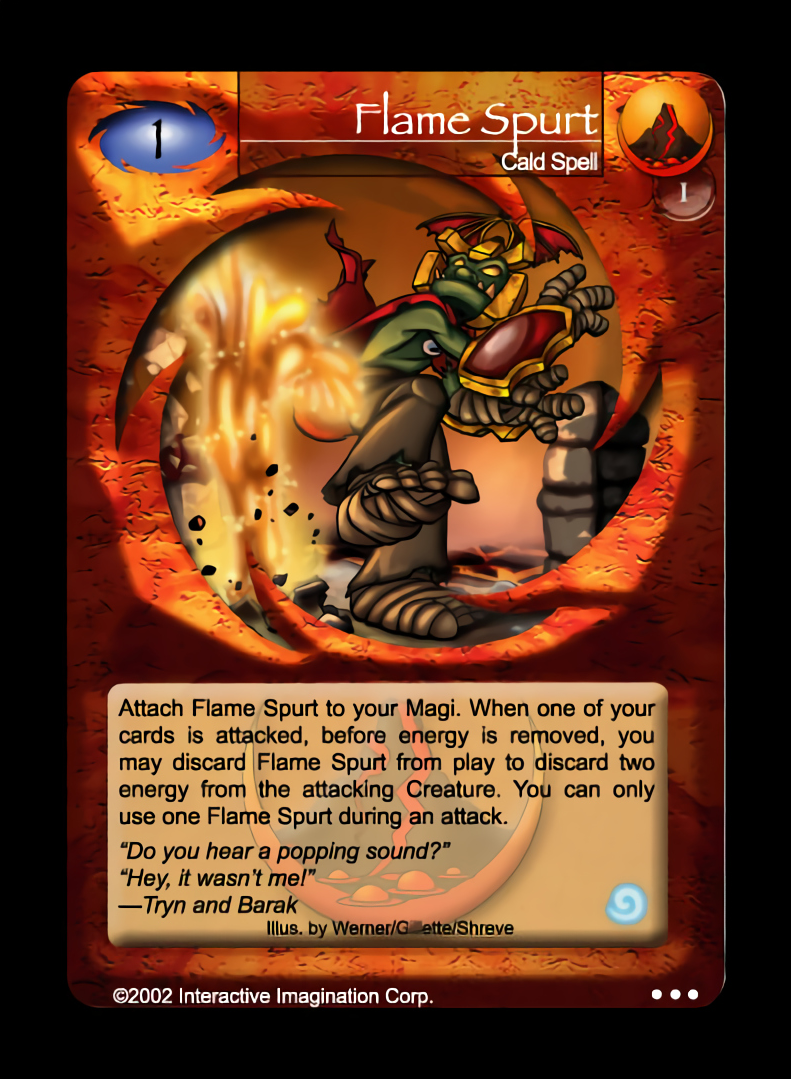 1
Flame Spurt
Cald Spell
I
Attach Flame Spurt to your Magi. When one of your
cards is attacked, before energy is removed, you
may discard Flame Spurt from play to discard two
energy from the attacking Creature. You can only
use one Flame Spurt during an attack.
"Do you hear a popping sound?"
"Hey, it wasn't me!"
—Tryn and Barak
Illus. by
©2002 Interactive Imagination Corp.